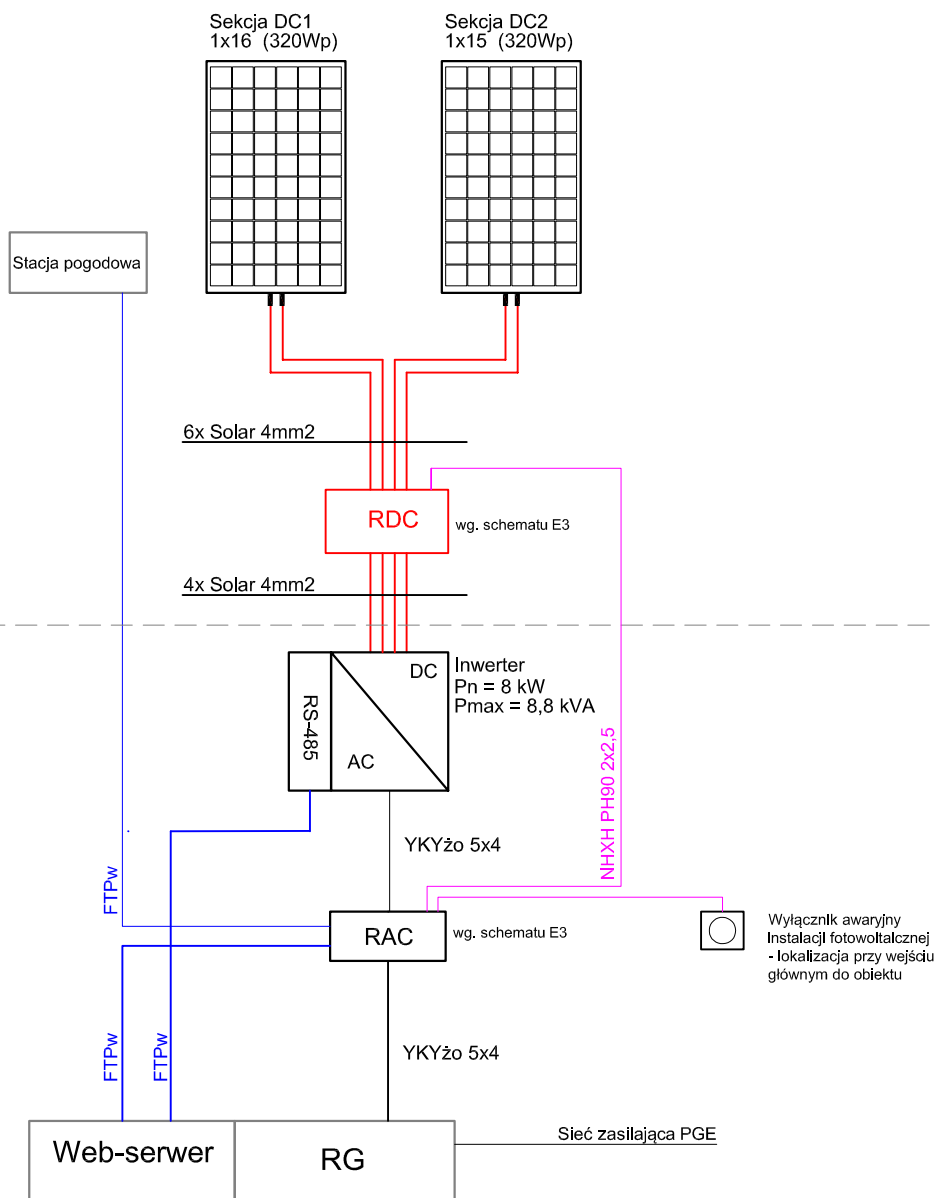 Sekcja DC1
1x16 (320Wp)
Sekcja DC2
1x15 (320Wp)
Stacja pogodowa
6x Solar 4mm2
RDC
wg. schematu E3
4x Solar 4mm2
RS-485
DC
AC
Inwerter
Pn = 8 kW
Pmax = 8,8 kVA
NHXH PH90 2x2,5
YKYżo 5x4
FTPw
RAC
wg. schematu E3
Wyłącznik awaryjny
Instalacji fotowoltaicznej
- lokalizacja przy wejściu
głównym do obiektu
FTPw
FTPw
YKYżo 5x4
Web-serwer
RG
Sieć zasilająca PGE